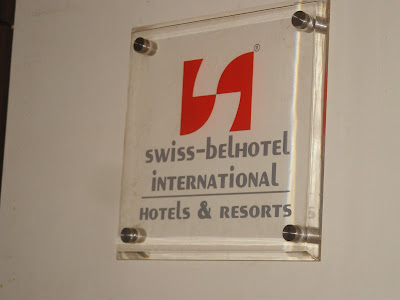 ®
swiss-belHotel
INTERNATIONAL
HOTELS & RESORTS